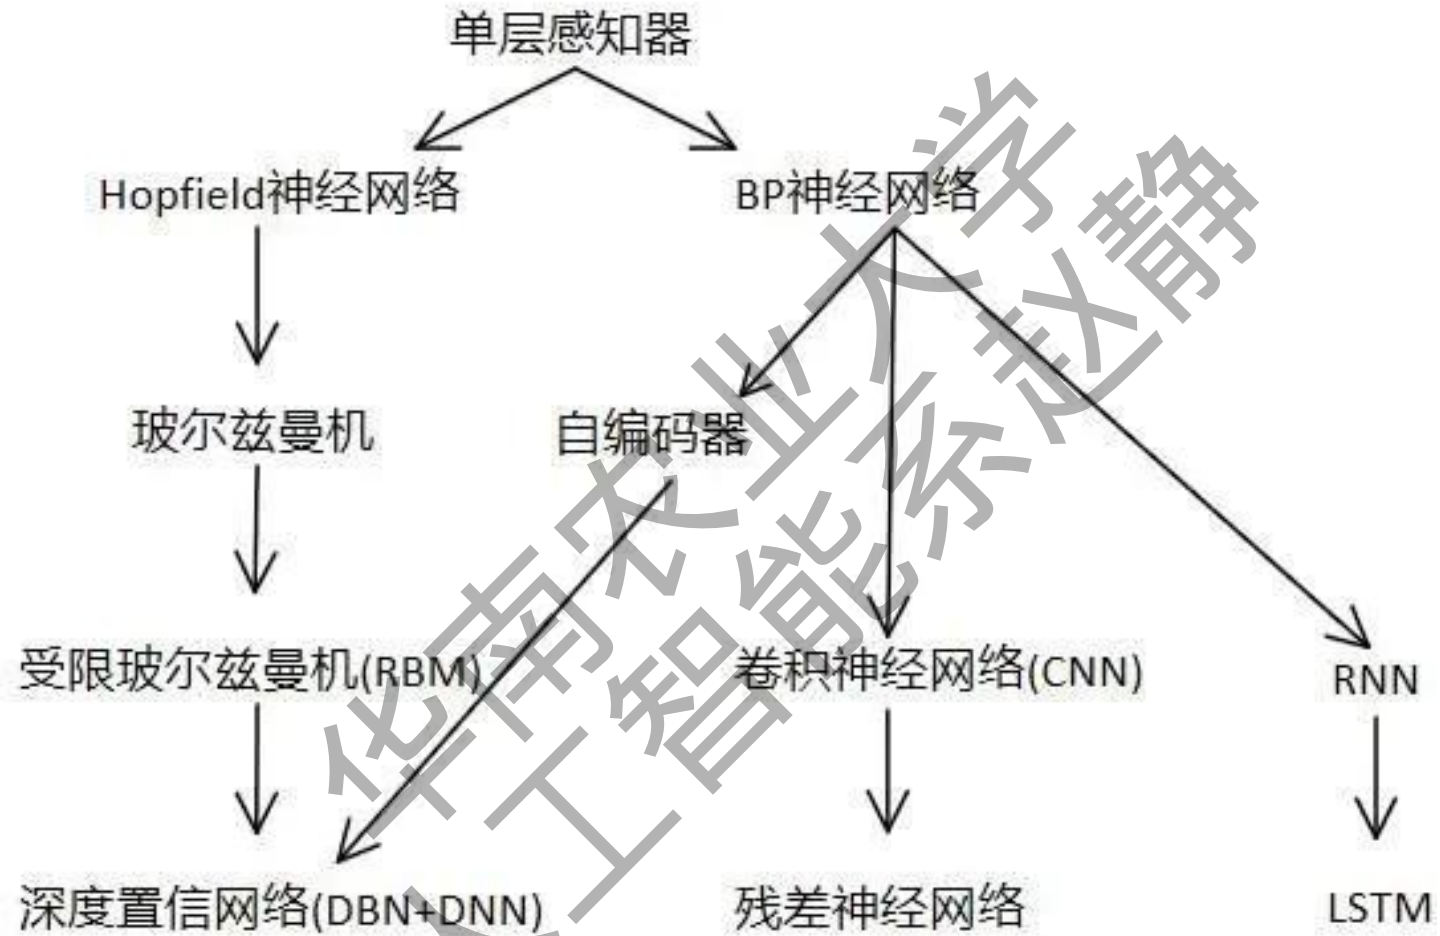 单层感知器
Hopfield神经网络
BP神经网络
玻尔兹曼机
自编码器
受限玻尔兹曼机(RBM)
卷积神经网络(CNN)
RNN
深度置信网络(DBN+DNN)
残差神经网络
LSTM
华南农业大学
工智能系赵静